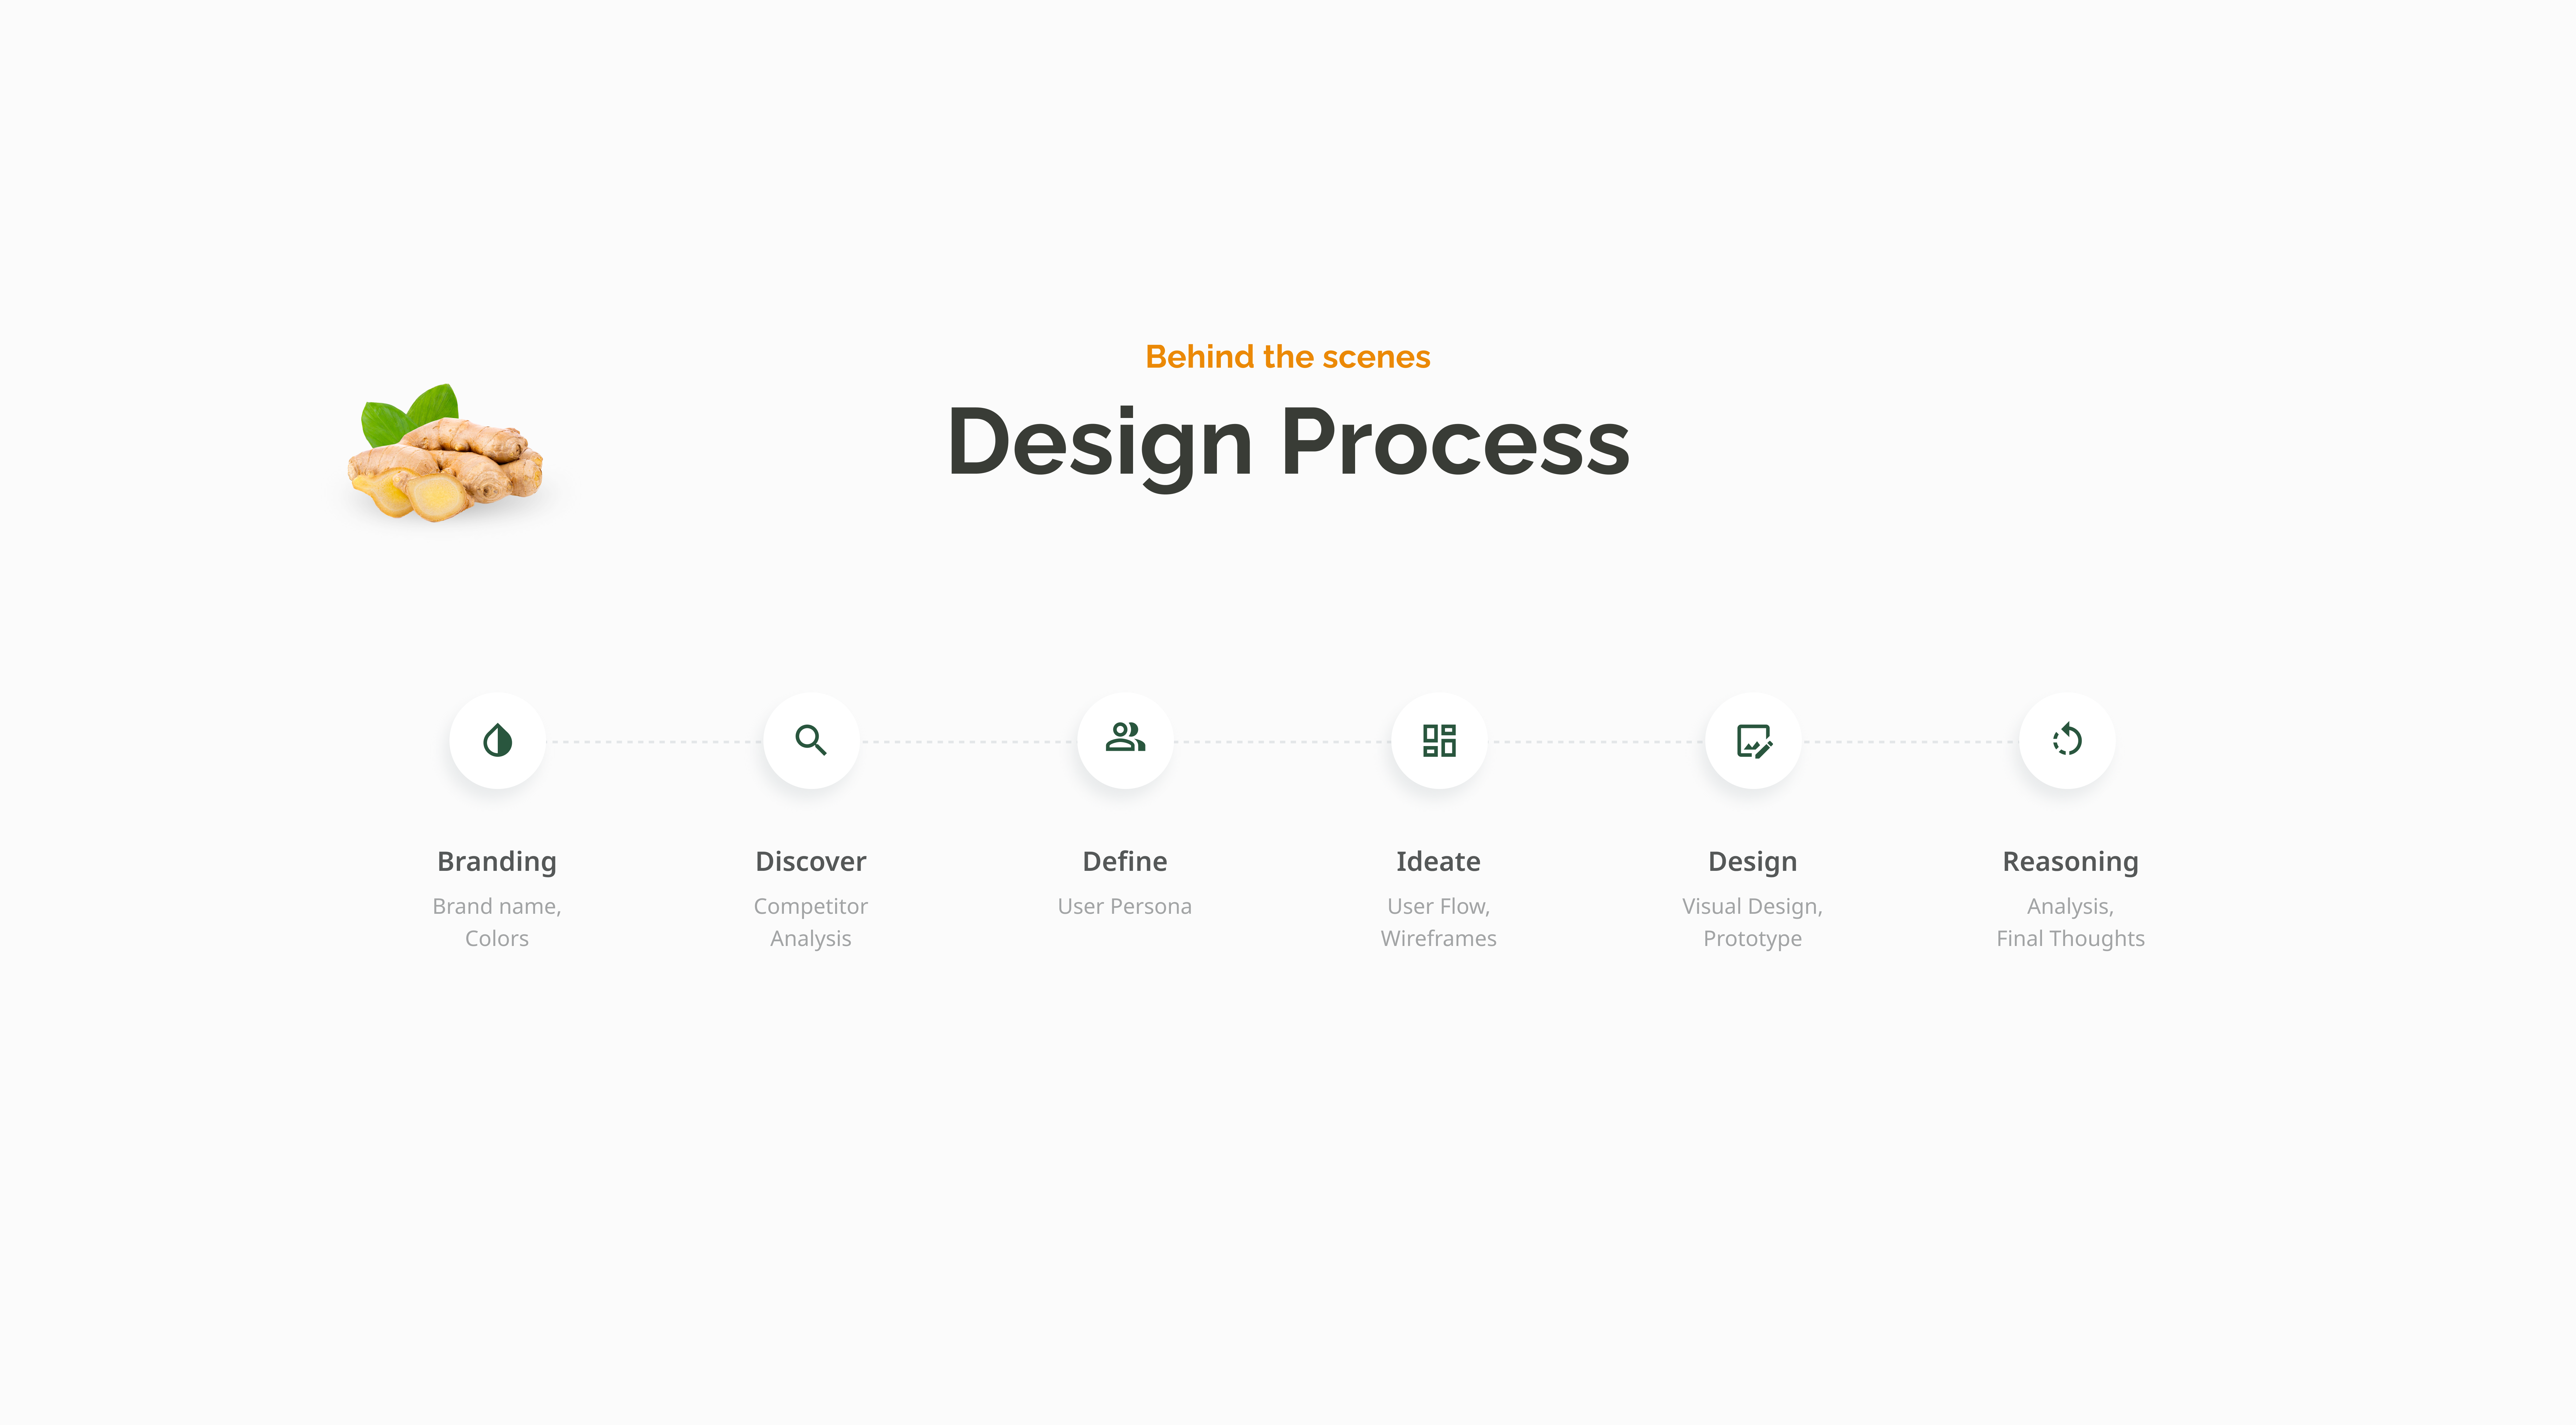 Behind the scenes
Design Process
Branding
Brand name,
Colors
Discover
Competitor
Analysis
Define
User Persona
Ideate
User Flow,
Wireframes
Design
Visual Design,
Prototype
Reasoning
Analysis,
Final Thoughts